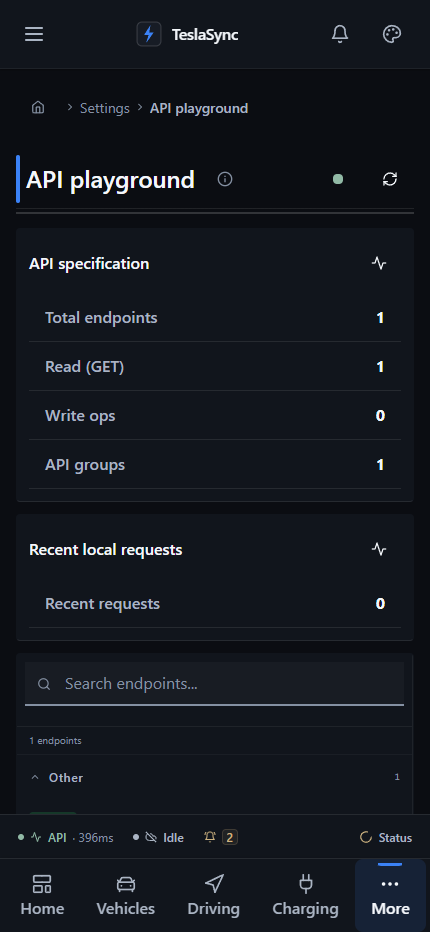 TeslaSync
Settings API playground
API playground
API specification
Total endpoints 1
Read (GET) 1
Write ops 0
API groups 1
Recent local requests
Recent requests 0
Search endpoints...
1 endpoints
Other 1
API · 396ms Idle 2 Status
Home Vehicles Driving Charging More